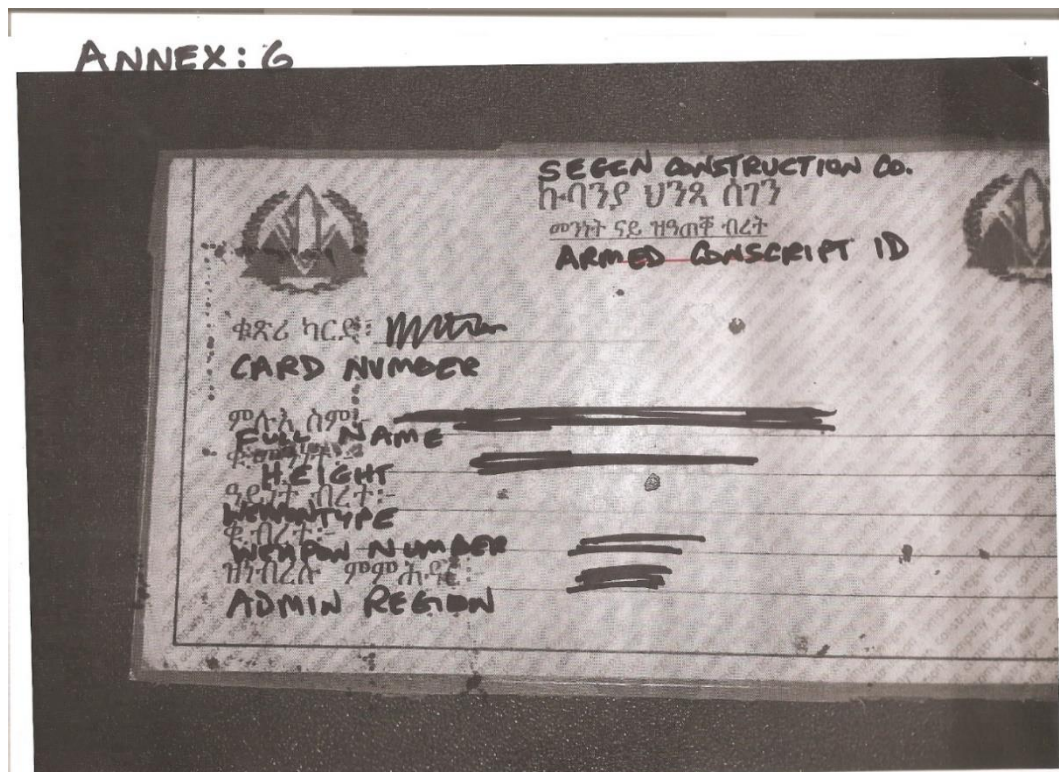 ANNEX: G
SEGEN CONSTRUCTION CO.
ኩባንያ ህንጻ ሰገን
መንነት ናይ ዝዓጠቐ ብረት
ARMED CONSCRIPT ID
ቁጽሪ ካርድ፡
CARD NUMBER
ምሉእ ስም፡-
FULL NAME
HEIGHT
ዓይነት ብረት፡-
WEAPON TYPE
ቁ. ብረት፡-
WEAPON NUMBER
ዝነብረሉ ምምሕዳር፡-
ADMIN REGION